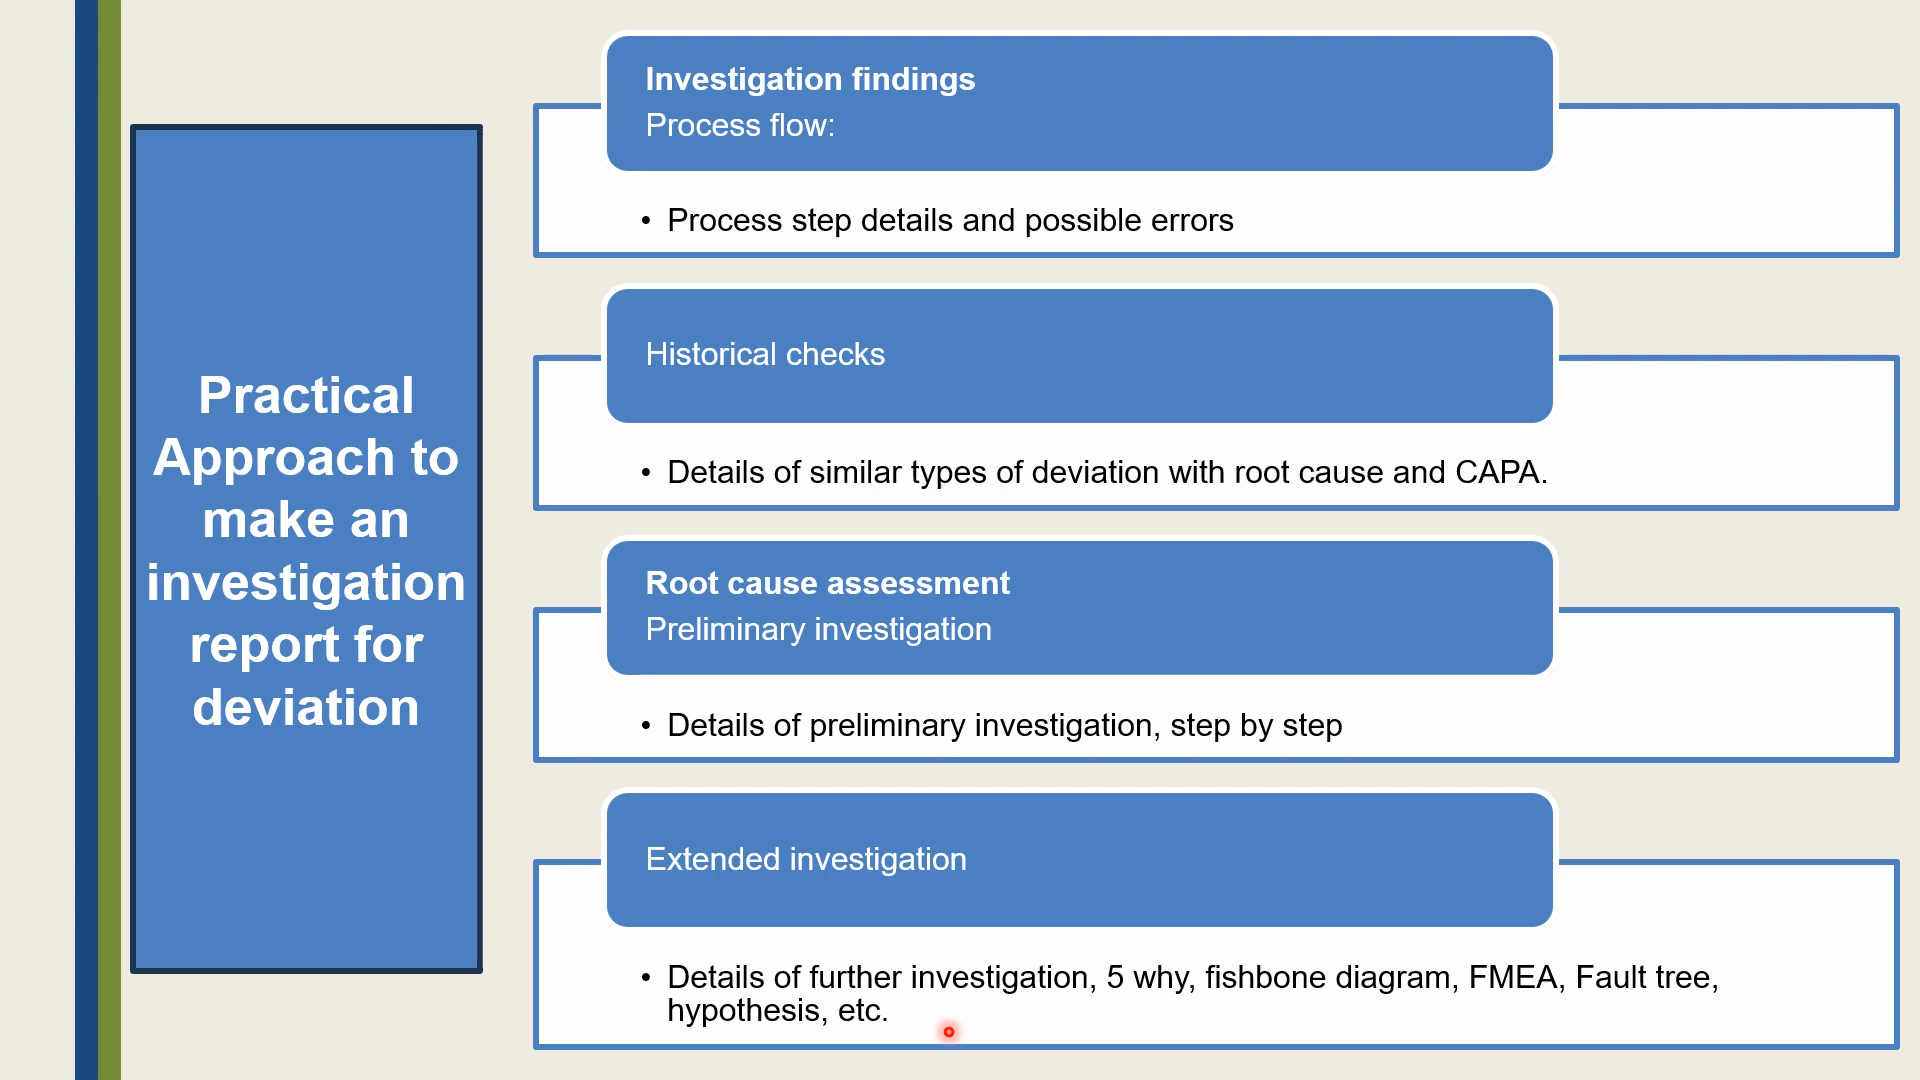 Practical
Approach to
make an
investigation
report for
deviation
Investigation findings
Process flow:
• Process step details and possible errors
Historical checks
• Details of similar types of deviation with root cause and CAPA.
Root cause assessment
Preliminary investigation
• Details of preliminary investigation, step by step
Extended investigation
• Details of further investigation, 5 why, fishbone diagram, FMEA, Fault tree,
hypothesis, etc.